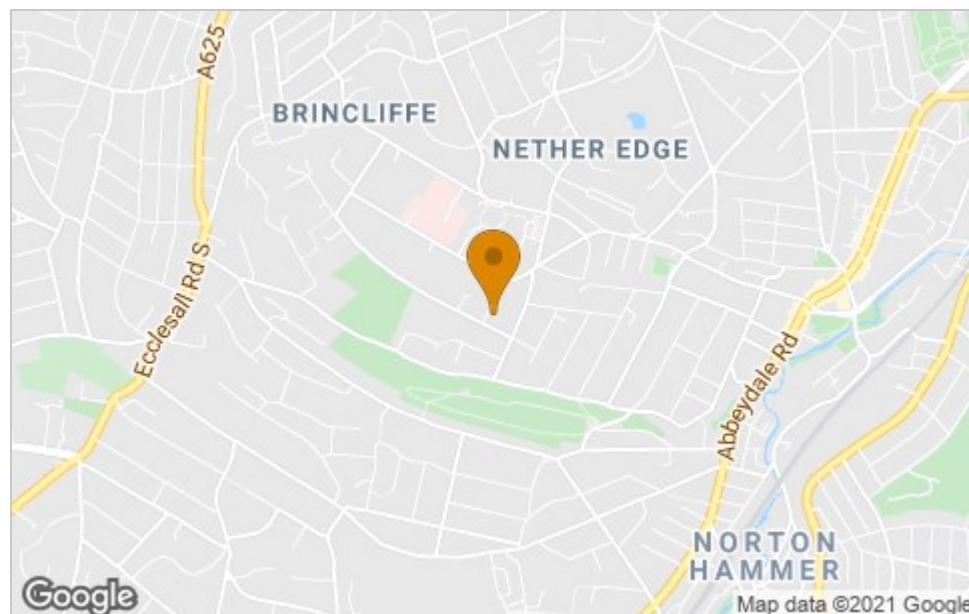 A625
BRINCLIFFE
NETHER EDGE
Ecclesall Rd S
Abbeydale Rd
NORTON
HAMMER
Google
Map data ©2021 Google